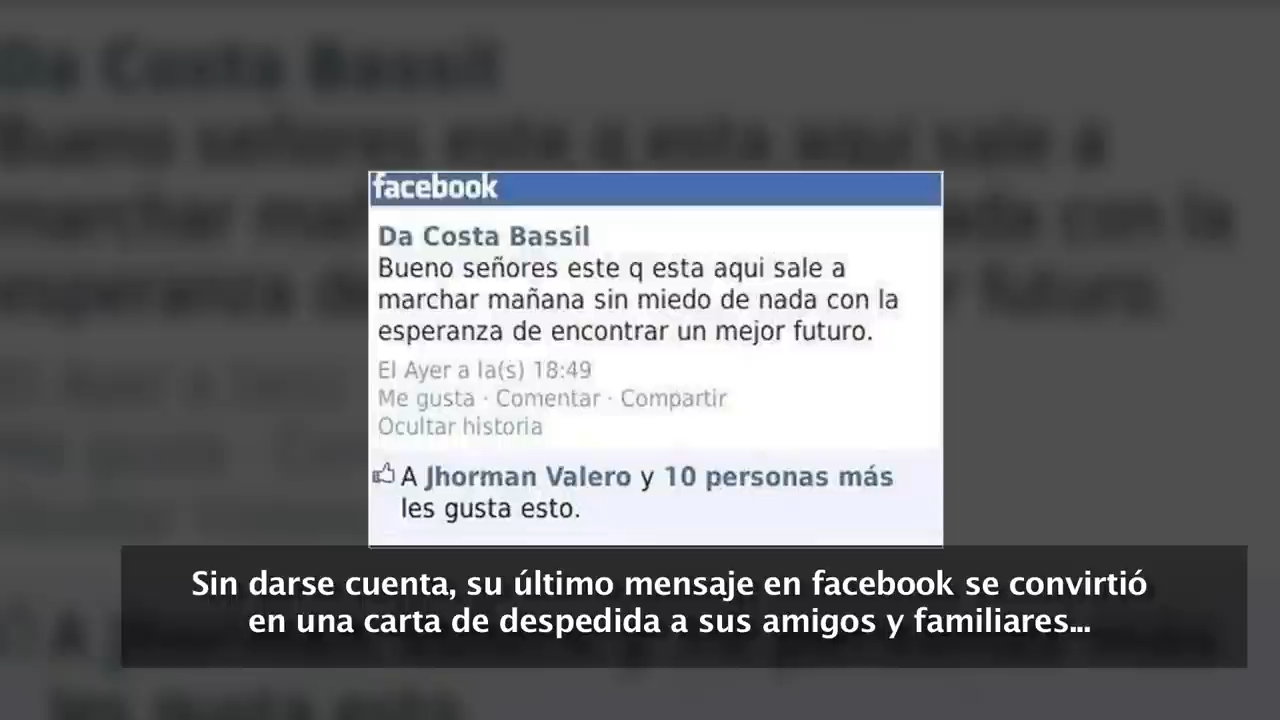 facebook
Da Costa Bassil
Bueno señores este q esta aqui sale a
marchar mañana sin miedo de nada con la
esperanza de encontrar un mejor futuro.
El Ayer a la(s) 18:49
Me gusta · Comentar · Compartir
Ocultar historia
A Jhorman Valero y 10 personas más
les gusta esto.
Sin darse cuenta, su último mensaje en facebook se convirtió
en una carta de despedida a sus amigos y familiares...